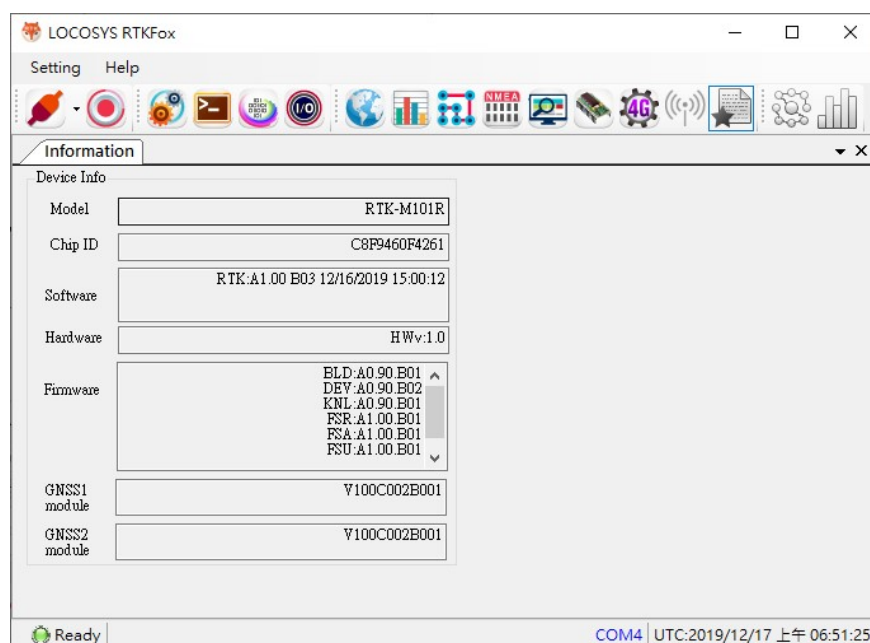 LOCOSYS RTKFox
Setting Help
>_
I/O
NMEA
4G
Information
Device Info
Model RTK-M101R
Chip ID C8F9460F4261
Software RTK:A1.00 B03 12/16/2019 15:00:12
Hardware HWv:1.0
Firmware BLD:A0.90.B01
DEV:A0.90.B02
KNL:A0.90.B01
FSR:A1.00.B01
FSA:A1.00.B01
FSU:A1.00.B01
GNSS1 module V100C002B001
GNSS2 module V100C002B001
Ready COM4 UTC:2019/12/17 上午 06:51:25